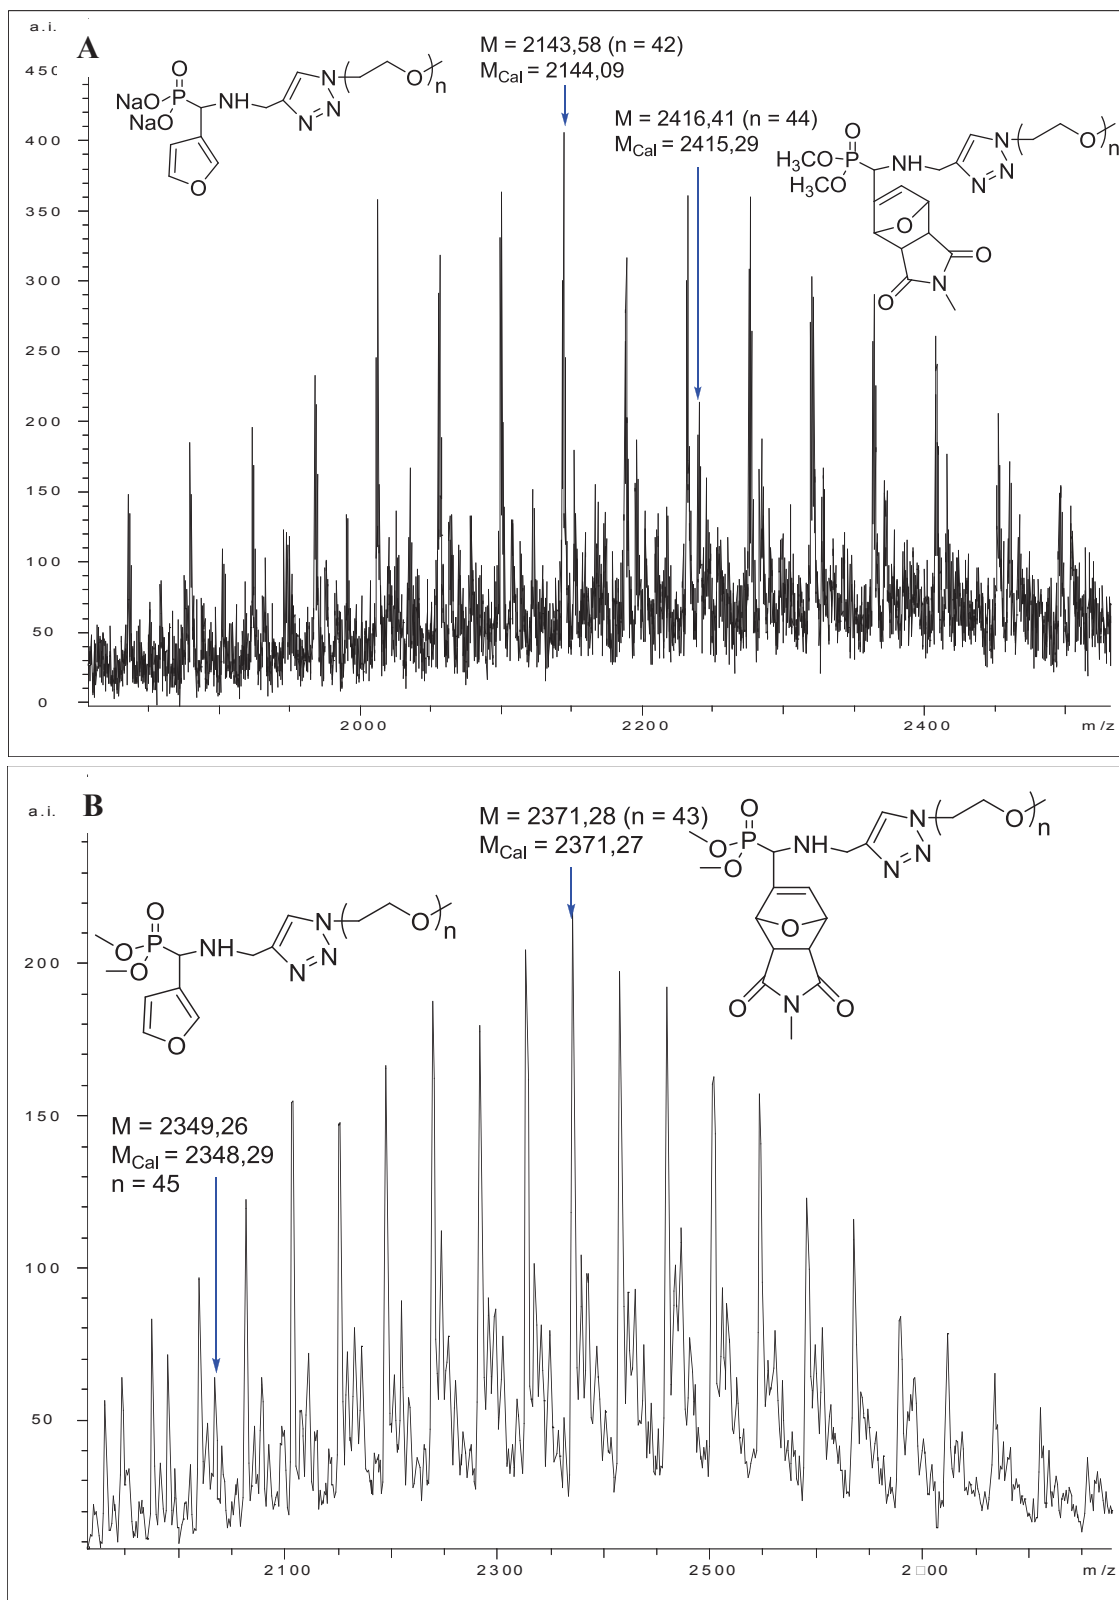 a.i.
A
M = 2143,58 (n = 42)
MCal = 2144,09
M = 2416,41 (n = 44)
MCal = 2415,29
O
NaO
P
NH
N
O
n
NaO
N
N
O
O
H3CO
P
NH
N
O
n
H3CO
N
N
O
O
O
N
450
400
350
300
250
200
150
100
50
0
2000
2200
2400
m/z
a.i.
B
M = 2371,28 (n = 43)
MCal = 2371,27
O
O
P
NH
N
O
n
O
N
N
O
O
N
O
O
O
P
NH
N
O
n
O
N
N
O
M = 2349,26
MCal = 2348,29
n = 45
200
150
100
50
2100
2300
2500
2□00
m/z